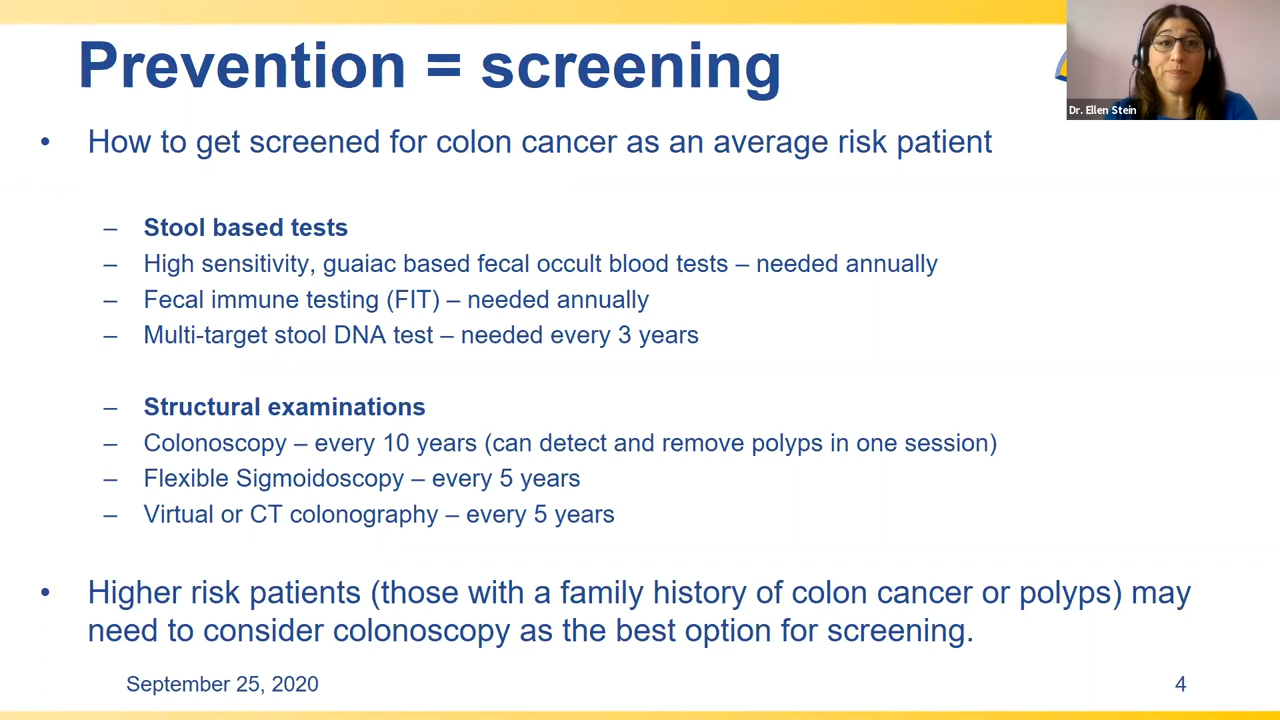 Prevention = screening
Dr. Ellen Stein
• How to get screened for colon cancer as an average risk patient
– Stool based tests
– High sensitivity, guaiac based fecal occult blood tests – needed annually
– Fecal immune testing (FIT) – needed annually
– Multi-target stool DNA test – needed every 3 years
– Structural examinations
– Colonoscopy – every 10 years (can detect and remove polyps in one session)
– Flexible Sigmoidoscopy – every 5 years
– Virtual or CT colonography – every 5 years
• Higher risk patients (those with a family history of colon cancer or polyps) may
need to consider colonoscopy as the best option for screening.
September 25, 2020
4